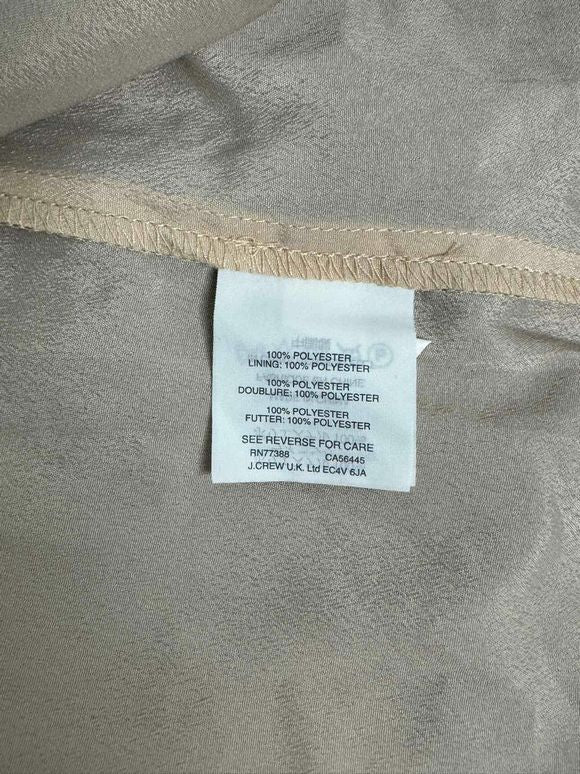 100% POLYESTER
LINING: 100% POLYESTER
100% POLYESTER
DOUBLURE: 100% POLYESTER
100% POLYESTER
FUTTER: 100% POLYESTER
SEE REVERSE FOR CARE
RN77388 CA56445
J.CREW U.K. Ltd EC4V 6JA